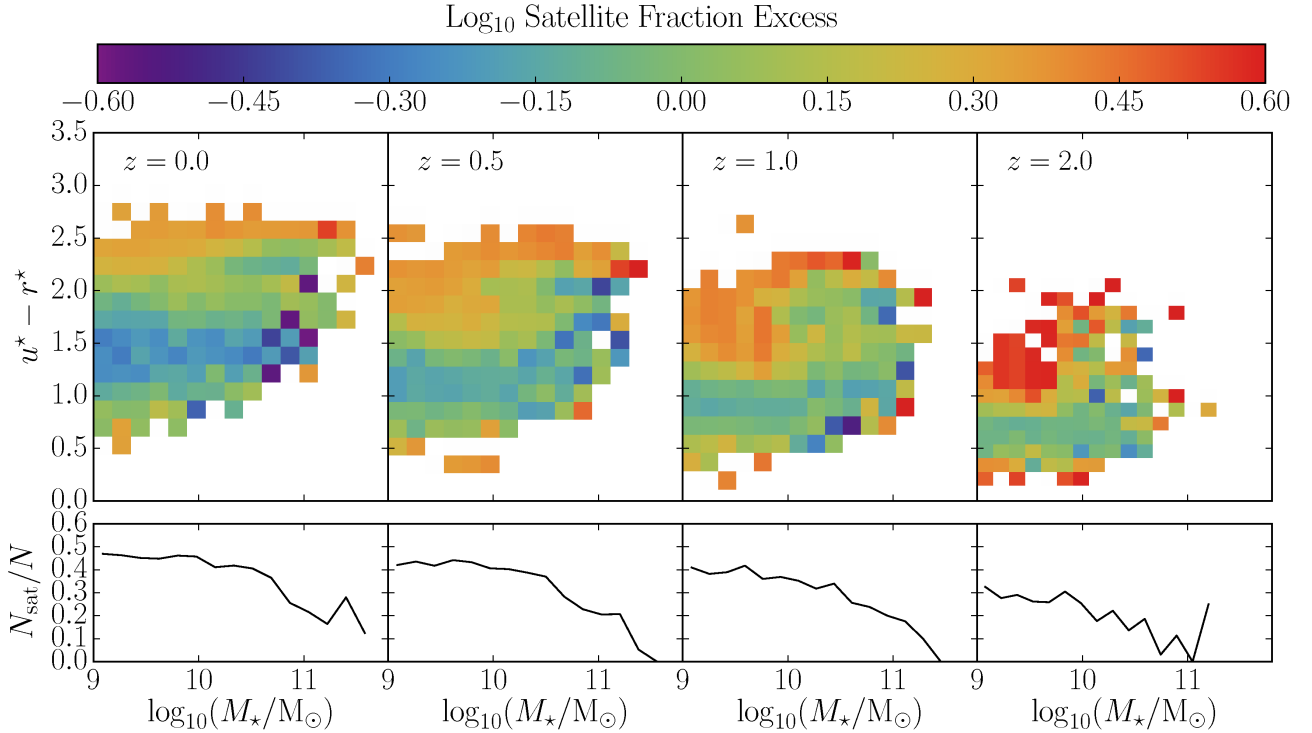 Log₁₀ Satellite Fraction Excess
−0.60 −0.45 −0.30 −0.15 0.00 0.15 0.30 0.45 0.60
z = 0.0 z = 0.5 z = 1.0 z = 2.0
u⋆ − r⋆
3.5
3.0
2.5
2.0
1.5
1.0
0.5
0.0
N_sat/N
0.6
0.5
0.4
0.3
0.2
0.1
0.0
9 10 11 9 10 11 9 10 11 9 10 11
log₁₀(M⋆/M⊙) log₁₀(M⋆/M⊙) log₁₀(M⋆/M⊙) log₁₀(M⋆/M⊙)